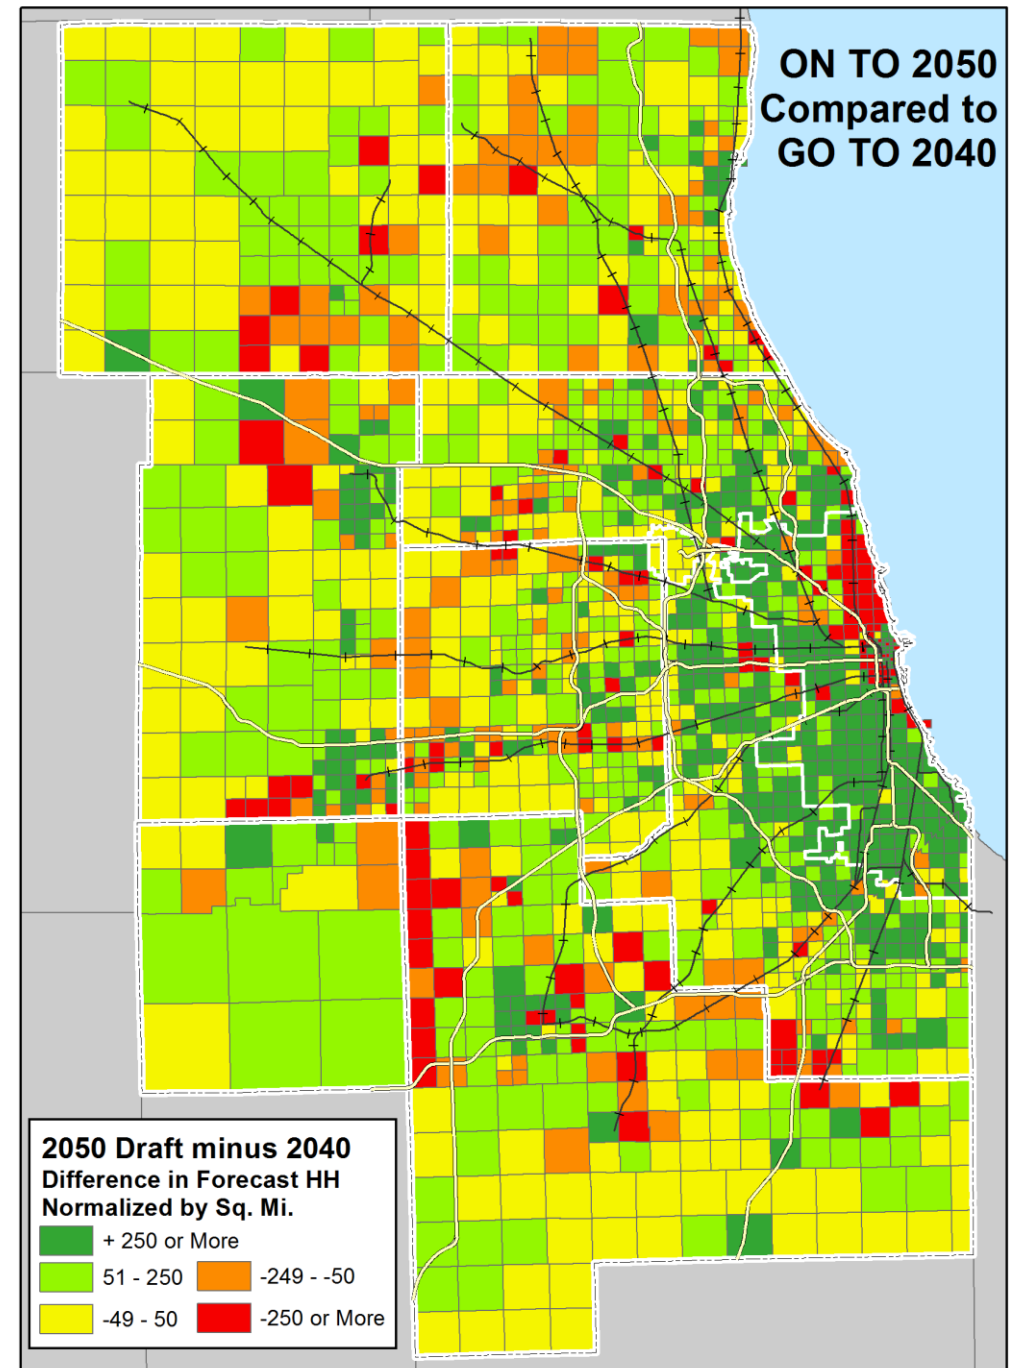 ON TO 2050
Compared to
GO TO 2040
2050 Draft minus 2040
Difference in Forecast HH
Normalized by Sq. Mi.
+ 250 or More
51 - 250
-249 - -50
-49 - 50
-250 or More